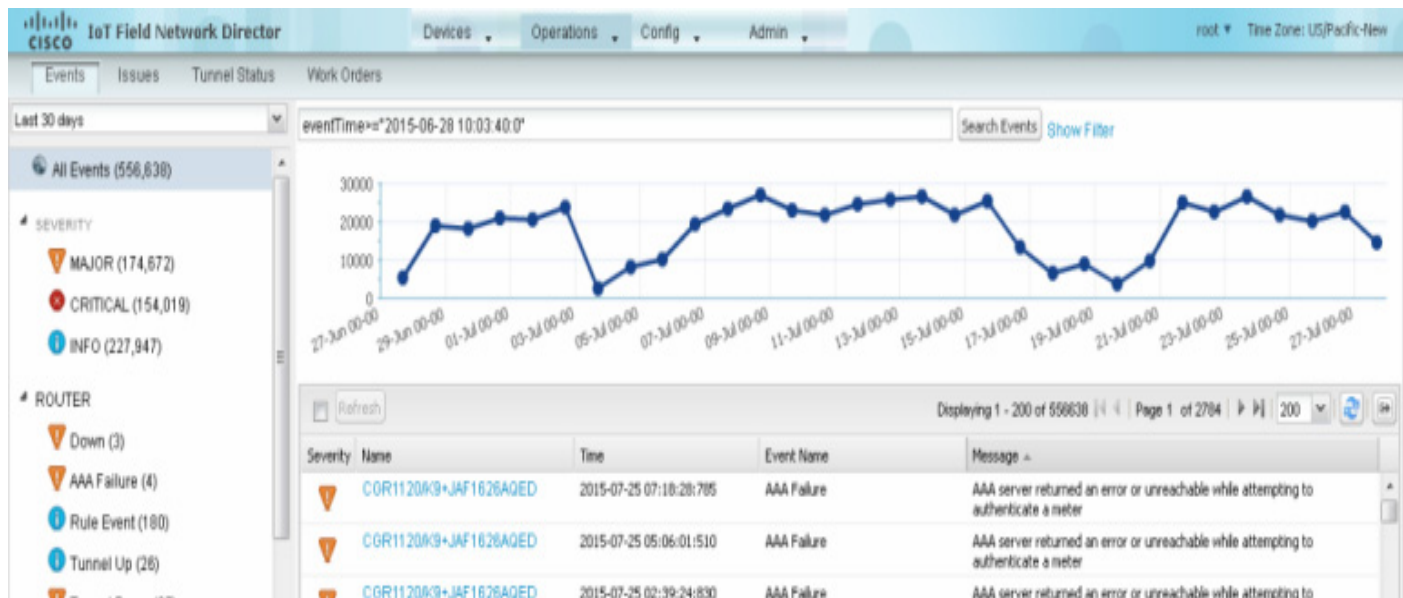 CISCO IoT Field Network Director
Devices
Operations
Config
Admin
root
Time Zone: US/Pacific-New
Events
Issues
Tunnel Status
Work Orders
Last 30 days
eventTime>="2015-06-28 10:03:40:0"
Search Events
Show Filter
All Events (556,638)
SEVERITY
MAJOR (174,672)
CRITICAL (154,019)
INFO (227,947)
ROUTER
Down (3)
AAA Failure (4)
Rule Event (180)
Tunnel Up (26)
30000
20000
10000
0
27-Jun 00-00
29-Jun 00-00
01-Jul 00-00
03-Jul 00-00
05-Jul 00-00
07-Jul 00-00
09-Jul 00-00
11-Jul 00-00
13-Jul 00-00
15-Jul 00-00
17-Jul 00-00
19-Jul 00-00
21-Jul 00-00
23-Jul 00-00
25-Jul 00-00
27-Jul 00-00
Refresh
Displaying 1 - 200 of 556638
Page 1 of 2784
200
Severity Name Time Event Name Message
CGR1120/K9+JAF1626AQED 2015-07-25 07:18:28:785 AAA Failure AAA server returned an error or unreachable while attempting to
authenticate a meter
CGR1120/K9+JAF1626AQED 2015-07-25 05:06:01:510 AAA Failure AAA server returned an error or unreachable while attempting to
authenticate a meter
CGR1120/K9+JAF1626AQED 2015-07-25 02:39:24:830 AAA Failure AAA server returned an error or unreachable while attempting to